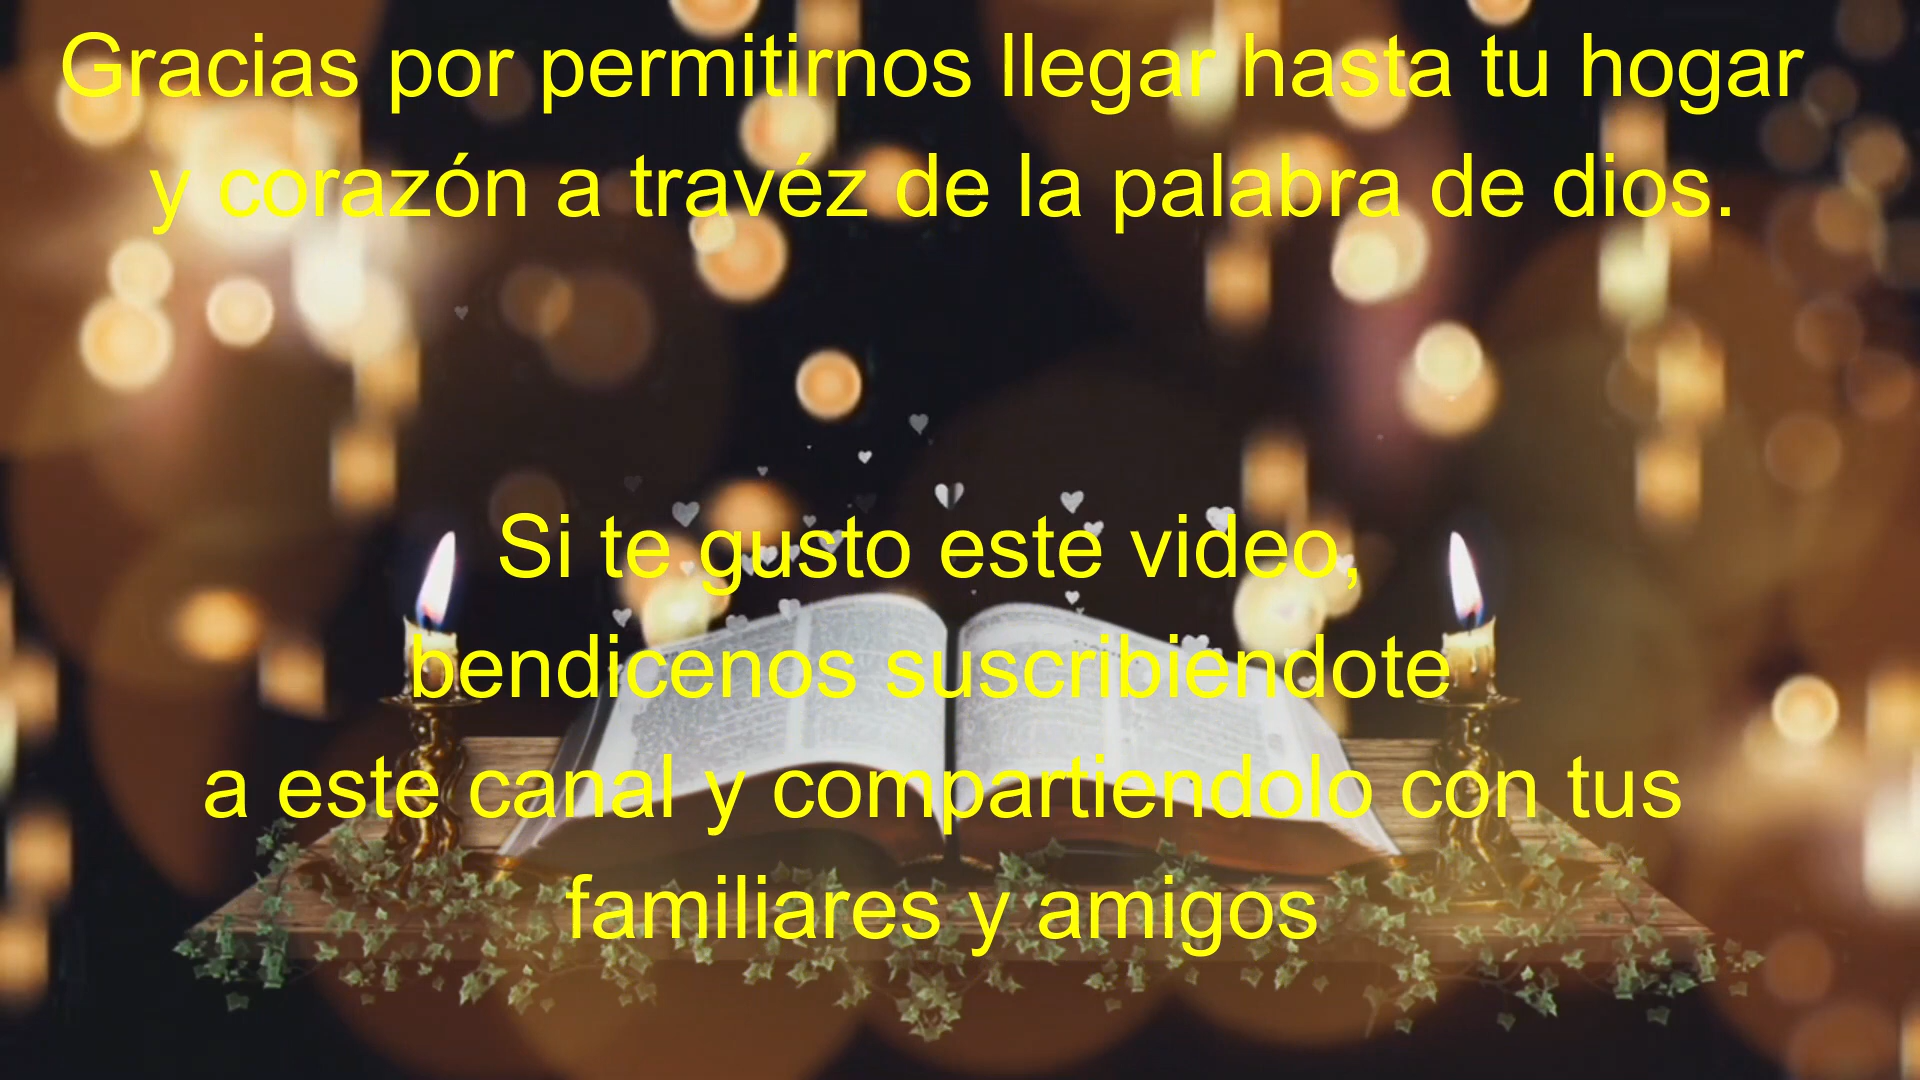 Gracias por permitirnos llegar hasta tu hogar
y corazón a travéz de la palabra de dios.
Si te gusto este video,
bendicenos suscribiendote
a este canal y compartiendolo con tus
familiares y amigos